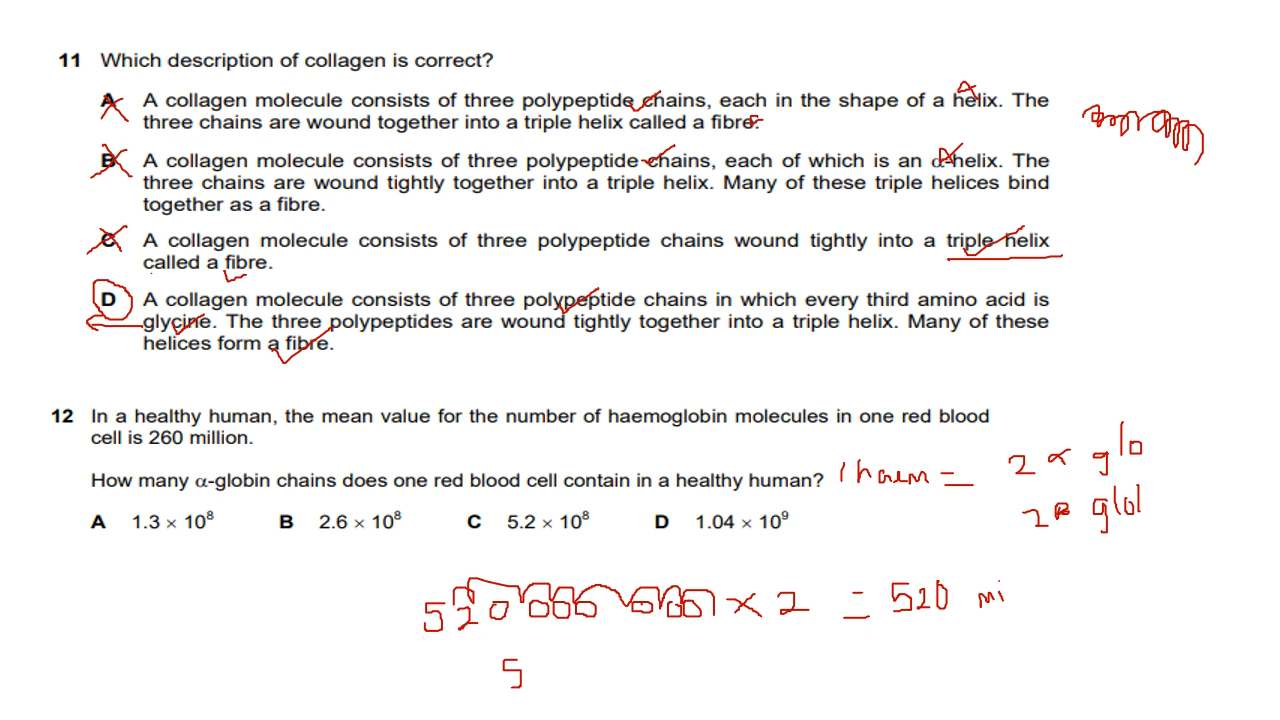 11 Which description of collagen is correct?
A A collagen molecule consists of three polypeptide chains, each in the shape of a helix. The
three chains are wound together into a triple helix called a fibre.
B A collagen molecule consists of three polypeptide chains, each of which is an α-helix. The
three chains are wound tightly together into a triple helix. Many of these triple helices bind
together as a fibre.
C A collagen molecule consists of three polypeptide chains wound tightly into a triple helix
called a fibre.
D A collagen molecule consists of three polypeptide chains in which every third amino acid is
glycine. The three polypeptides are wound tightly together into a triple helix. Many of these
helices form a fibre.
12 In a healthy human, the mean value for the number of haemoglobin molecules in one red blood
cell is 260 million.
How many α-globin chains does one red blood cell contain in a healthy human? 1 haem = 2 α glo
2 β glol
A 1.3 × 10⁸ B 2.6 × 10⁸ C 5.2 × 10⁸ D 1.04 × 10⁹
520 000 000 × 2 = 520 mi
5